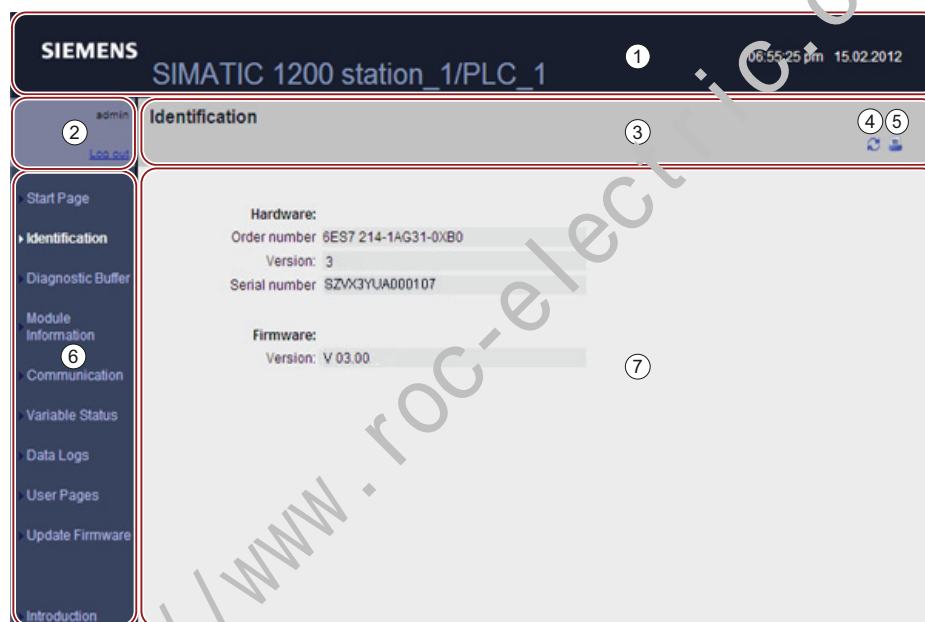 SIEMENS
SIMATIC 1200 station_1/PLC_1
1
06:55:25 pm 15.02.2012
admin
2
Log out
Identification
3
4
5
Start Page
Identification
Diagnostic Buffer
Module
Information
6
Communication
Variable Status
Data Logs
User Pages
Update Firmware
Introduction
Hardware:
Order number 6ES7 214-1AG31-0XB0
Version: 3
Serial number SZVX3YUA000107
Firmware:
Version: V 03.00
7
//www.roc-electric.co